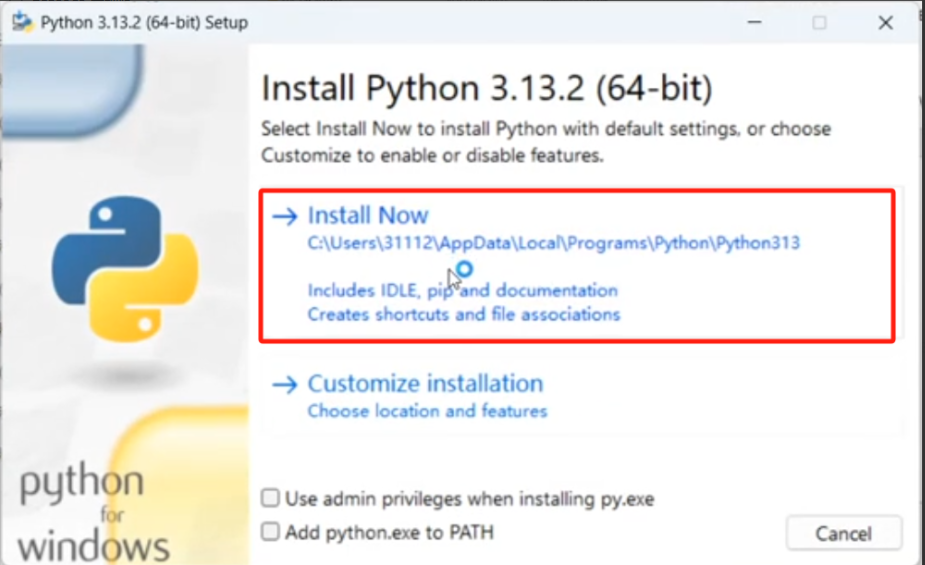 Python 3.13.2 (64-bit) Setup
Install Python 3.13.2 (64-bit)
Select Install Now to install Python with default settings, or choose
Customize to enable or disable features.
Install Now
C:\Users\31112\AppData\Local\Programs\Python\Python313
Includes IDLE, pip and documentation
Creates shortcuts and file associations
Customize installation
Choose location and features
Use admin privileges when installing py.exe
Add python.exe to PATH
Cancel
python
for
windows